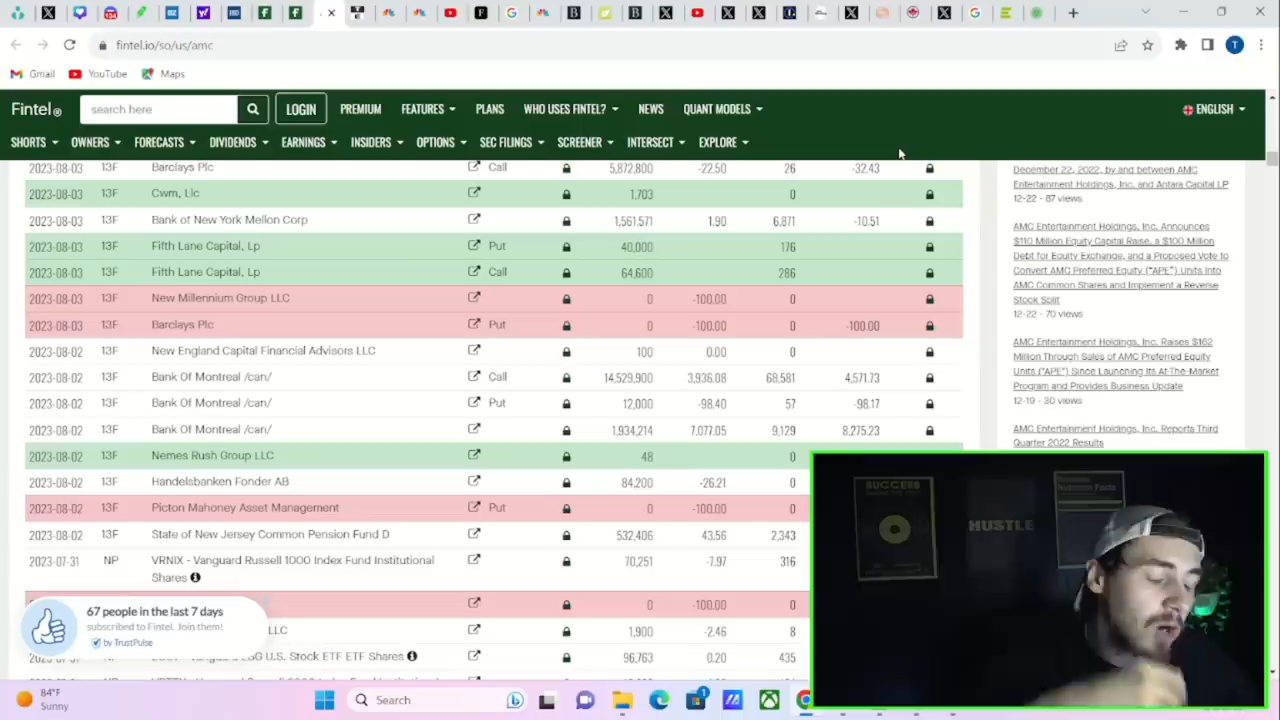 fintel.io/so/us/amc
Gmail YouTube Maps
Fintel® search here LOGIN PREMIUM FEATURES PLANS WHO USES FINTEL? NEWS QUANT MODELS ENGLISH
SHORTS OWNERS FORECASTS DIVIDENDS EARNINGS INSIDERS OPTIONS SEC FILINGS SCREENER INTERSECT EXPLORE
2023-08-03 13F Barclays Plc Call 5,872,800 -22.50 26 -32.43
2023-08-03 13F Cwm, Llc 1,703 0
2023-08-03 13F Bank of New York Mellon Corp 1,561,571 1.90 6,871 -10.51
2023-08-03 13F Fifth Lane Capital, Lp Put 40,000 176
2023-08-03 13F Fifth Lane Capital, Lp Call 64,600 286
2023-08-03 13F New Millennium Group LLC 0 -100.00 0
2023-08-03 13F Barclays Plc Put 0 -100.00 0 -100.00
2023-08-02 13F New England Capital Financial Advisors LLC 100 0.00 0
2023-08-02 13F Bank Of Montreal /can/ Call 14,529,900 3,936.08 68,581 4,571.73
2023-08-02 13F Bank Of Montreal /can/ Put 12,000 -98.40 57 -98.17
2023-08-02 13F Bank Of Montreal /can/ 1,934,214 7,077.05 9,129 8,275.23
2023-08-02 13F Nemes Rush Group LLC 48 0
2023-08-02 13F Handelsbanken Fonder AB 84,200 -26.21 0
2023-08-02 13F Picton Mahoney Asset Management Put 0 -100.00 0
2023-08-02 13F State of New Jersey Common Pension Fund D 532,406 43.56 2,343
2023-07-31 NP VRNIX - Vanguard Russell 1000 Index Fund Institutional 70,251 -7.97 316
Shares
0 -100.00 0
LLC 1,900 -2.46 8
U.S. Stock ETF ETF Shares 96,763 0.20 435
December 22, 2022, by and between AMC
Entertainment Holdings, Inc. and Antara Capital LP
12-22 - 87 views
AMC Entertainment Holdings, Inc. Announces
$110 Million Equity Capital Raise, a $100 Million
Debt for Equity Exchange, and a Proposed Vote to
Convert AMC Preferred Equity ("APE") Units Into
AMC Common Shares and Implement a Reverse
Stock Split
12-22 - 70 views
AMC Entertainment Holdings, Inc. Raises $162
Million Through Sales of AMC Preferred Equity
Units ("APE") Since Launching Its At-The-Market
Program and Provides Business Update
12-19 - 30 views
AMC Entertainment Holdings, Inc. Reports Third
Quarter 2022 Results
67 people in the last 7 days
subscribed to Fintel. Join them!
by TrustPulse
SUCCESS
HUSTLE
Nutrition Facts
84°F
Sunny
Search